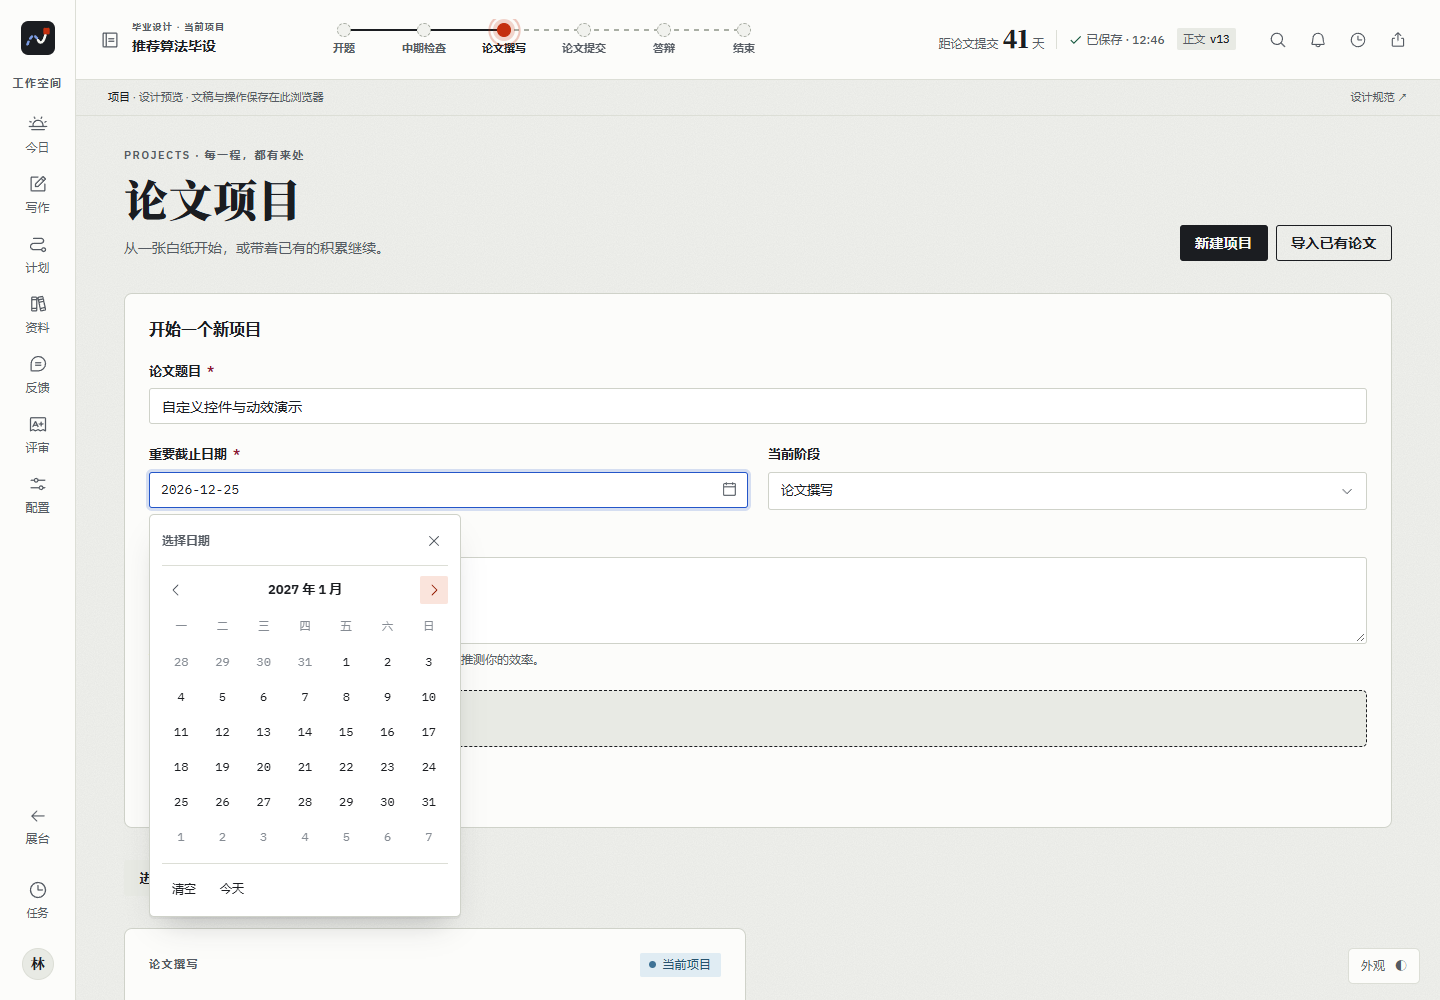 毕业设计 · 当前项目
推荐算法毕设
开题
中期检查
论文撰写
论文提交
答辩
结束
距论文提交 41 天
已保存 · 12:46
正文 v13
工作空间
今日
写作
计划
资料
反馈
A+
评审
配置
展台
任务
林
项目 · 设计预览 · 文稿与操作保存在此浏览器
设计规范 ↗
PROJECTS · 每一程，都有来处
论文项目
从一张白纸开始，或带着已有的积累继续。
新建项目
导入已有论文
开始一个新项目
论文题目 *
自定义控件与动效演示
重要截止日期 *
当前阶段
2026-12-25
论文撰写
选择日期
2027 年 1 月
一 二 三 四 五 六 日
28 29 30 31 1 2 3
4 5 6 7 8 9 10
11 12 13 14 15 16 17
18 19 20 21 22 23 24
25 26 27 28 29 30 31
1 2 3 4 5 6 7
清空 今天
推测你的效率。
进
论文撰写
当前项目
外观